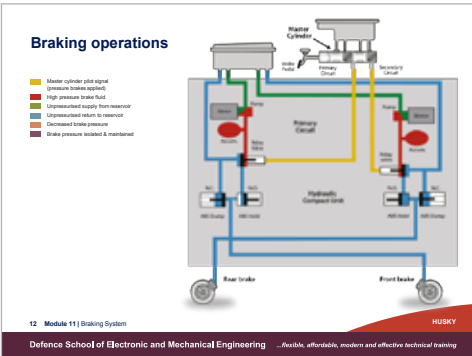 Braking operations
Master cylinder pilot signal
(pressure brakes applied)
High pressure brake fluid
Unpressurised supply from reservoir
Unpressurised return to reservoir
Decreased brake pressure
Brake pressure isolated & maintained
Master
Cylinder
Brake
Pedal
Primary
Circuit
Secondary
Circuit
Pump
Motor
Accum.
Relay
Valve
Primary
Circuit
Pump
Motor
Accum.
Relay
valve
Hydraulic
Compact Unit
N/C
N/O
ABS Dump
ABS Hold
N/O
N/C
ABS Hold
ABS Dump
Rear brake
Front brake
12 Module 11 | Braking System
HUSKY
Defence School of Electronic and Mechanical Engineering
...flexible, affordable, modern and effective technical training